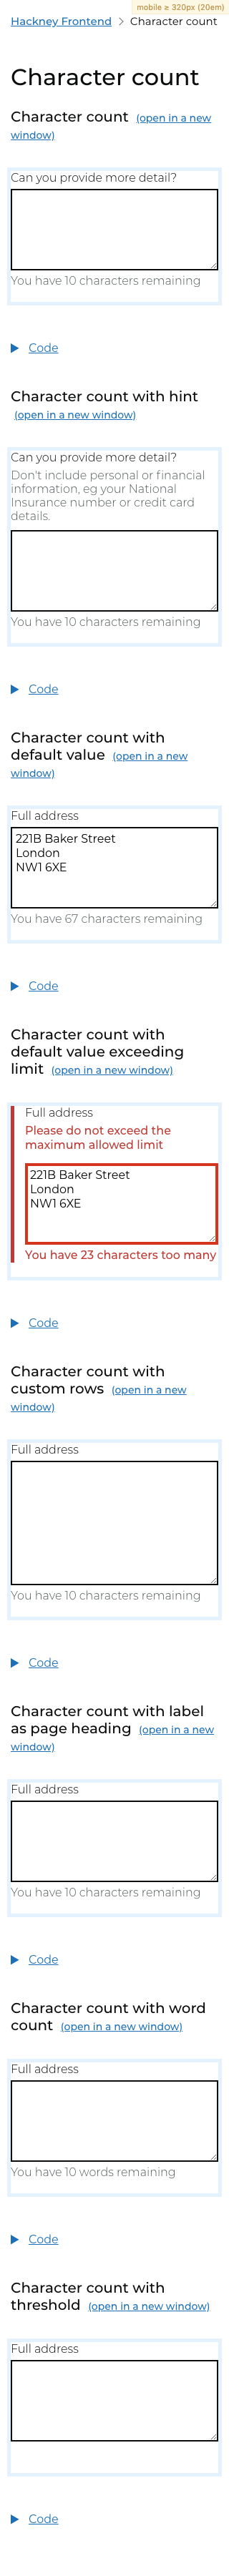 mobile ≥ 320px (20em)
Hackney Frontend > Character count
Character count
Character count (open in a new
window)
Can you provide more detail?
You have 10 characters remaining
Code
Character count with hint
(open in a new window)
Can you provide more detail?
Don't include personal or financial
information, eg your National
Insurance number or credit card
details.
You have 10 characters remaining
Code
Character count with
default value (open in a new
window)
Full address
221B Baker Street
London
NW1 6XE
You have 67 characters remaining
Code
Character count with
default value exceeding
limit (open in a new window)
Full address
Please do not exceed the
maximum allowed limit
221B Baker Street
London
NW1 6XE
You have 23 characters too many
Code
Character count with
custom rows (open in a new
window)
Full address
You have 10 characters remaining
Code
Character count with label
as page heading (open in a new
window)
Full address
You have 10 characters remaining
Code
Character count with word
count (open in a new window)
Full address
You have 10 words remaining
Code
Character count with
threshold (open in a new window)
Full address
Code